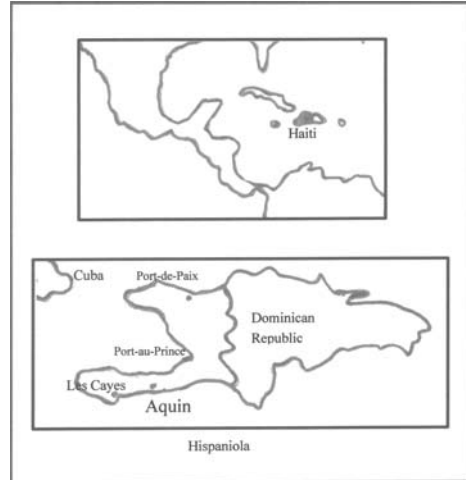 Haiti
Cuba
Port-de-Paix
Dominican
Republic
Port-au-Prince
Les Cayes
Aquin
Hispaniola